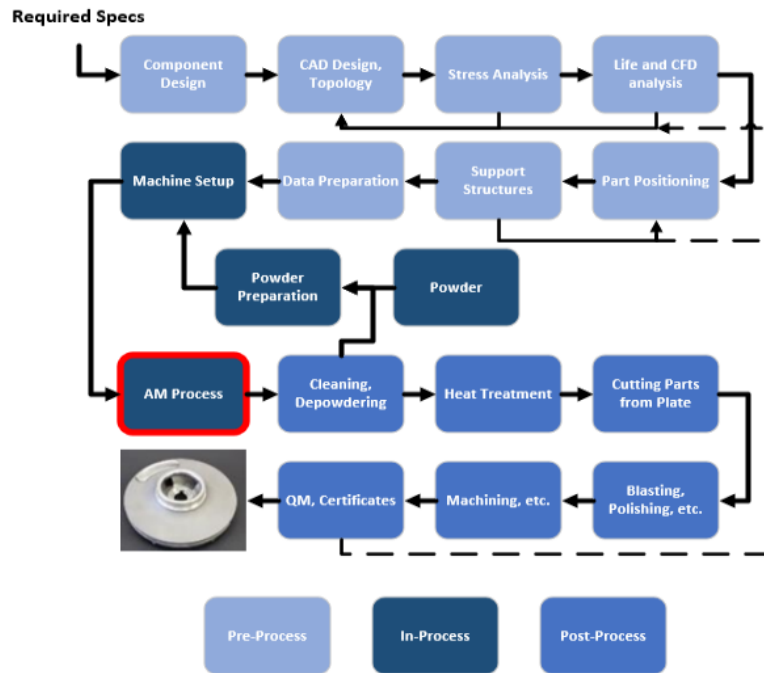 Required Specs
Component
Design
CAD Design,
Topology
Stress Analysis
Life and CFD
analysis
Machine Setup
Data Preparation
Support
Structures
Part Positioning
Powder
Preparation
Powder
AM Process
Cleaning,
Depowdering
Heat Treatment
Cutting Parts
from Plate
QM, Certificates
Machining, etc.
Blasting,
Polishing, etc.
Pre-Process
In-Process
Post-Process